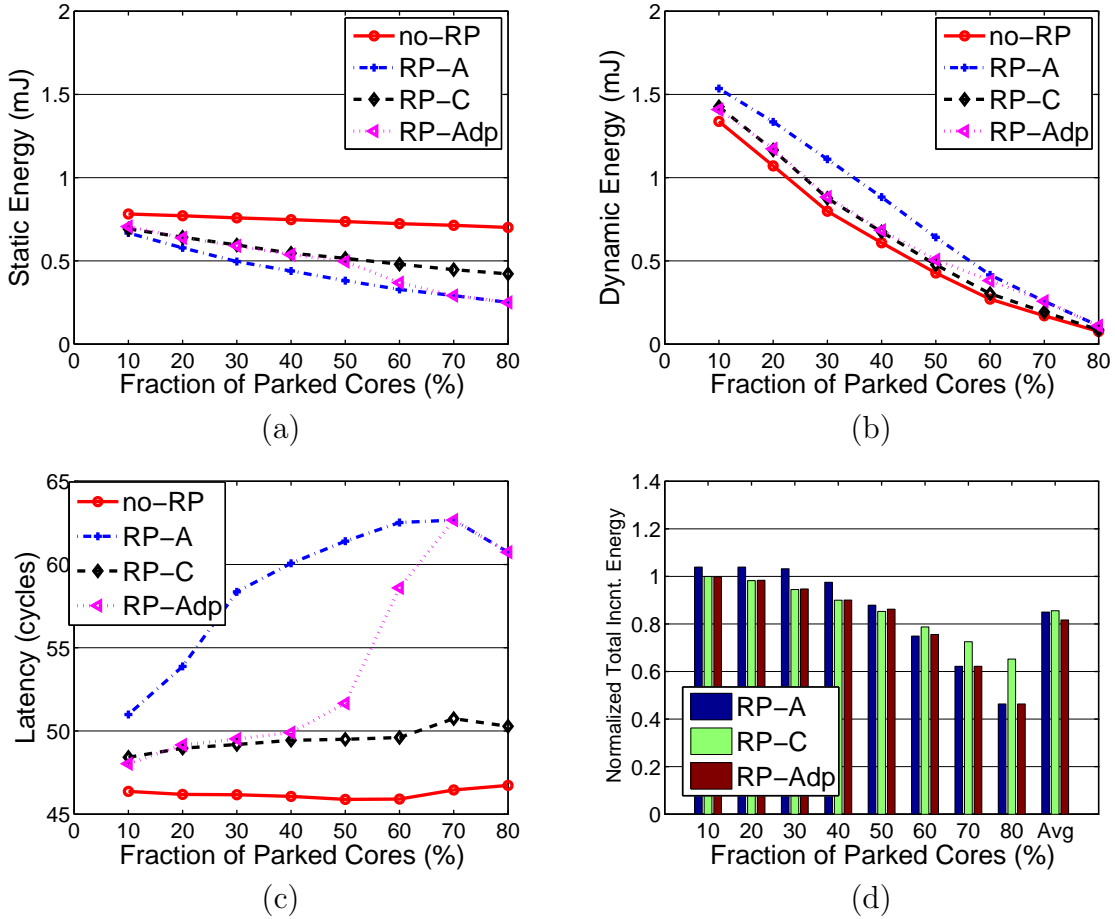 2
1.5
1
0.5
0
Static Energy (mJ)
no−RP
RP−A
RP−C
RP−Adp
10 20 30 40 50 60 70 80
Fraction of Parked Cores (%)
(a)
2
1.5
1
0.5
0
Dynamic Energy (mJ)
no−RP
RP−A
RP−C
RP−Adp
10 20 30 40 50 60 70 80
Fraction of Parked Cores (%)
(b)
65
60
55
50
45
Latency (cycles)
no−RP
RP−A
RP−C
RP−Adp
10 20 30 40 50 60 70 80
Fraction of Parked Cores (%)
(c)
1.4
1.2
1
0.8
0.6
0.4
0.2
0
Normalized Total Incnt. Energy
RP−A
RP−C
RP−Adp
10 20 30 40 50 60 70 80 Avg
Fraction of Parked Cores (%)
(d)